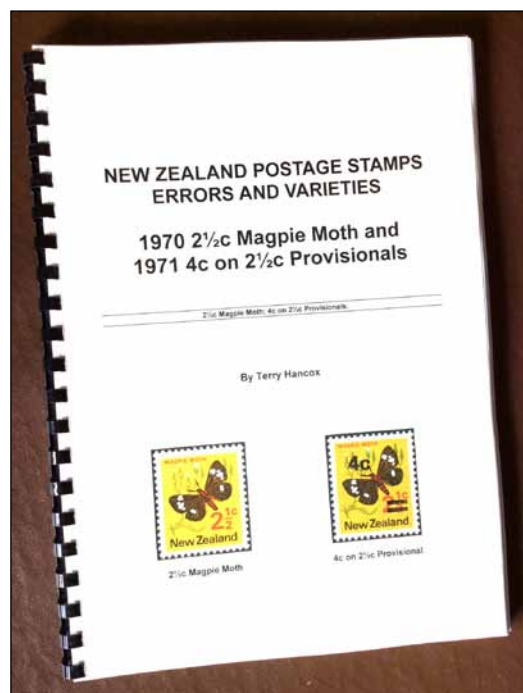 NEW ZEALAND POSTAGE STAMPS
ERRORS AND VARIETIES
1970 2½c Magpie Moth and
1971 4c on 2½c Provisionals
2½c Magpie Moth; 4c on 2½c Provisionals.
By Terry Hancox
MAGPIE MOTH
2½c
New Zealand
2½c Magpie Moth
MAGPIE MOTH
4c
New Zealand
4c on 2½c Provisional